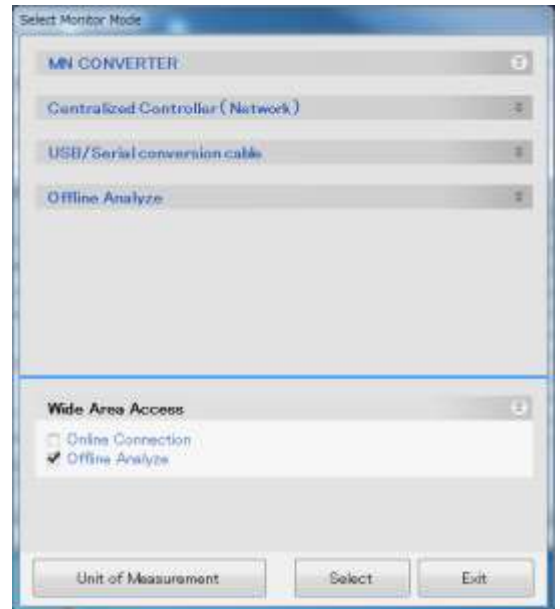 Select Monitor Mode
MN CONVERTER
Centralized Controller ( Network )
USB/Serial conversion cable
Offline Analyze
Wide Area Access
Online Connection
Offline Analyze
Unit of Measurement
Select
Exit